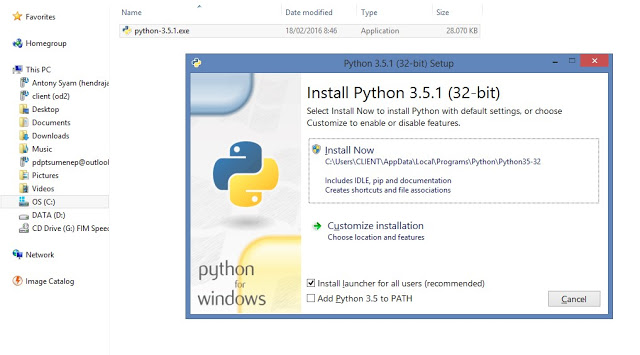 Name
Date modified
Type
Size
python-3.5.1.exe
18/02/2016 8:46
Application
28.070 KB
Favorites
Homegroup
This PC
Antony Syam (hendraja
client (od2)
Desktop
Documents
Downloads
Music
pdptsumenep@outlook
Pictures
Videos
OS (C:)
DATA (D:)
CD Drive (G:) FIM Speed
Network
Image Catalog
Python 3.5.1 (32-bit) Setup
Install Python 3.5.1 (32-bit)
Select Install Now to install Python with default settings, or choose
Customize to enable or disable features.
Install Now
C:\Users\CLIENT\AppData\Local\Programs\Python\Python35-32
Includes IDLE, pip and documentation
Creates shortcuts and file associations
Customize installation
Choose location and features
Install launcher for all users (recommended)
Add Python 3.5 to PATH
Cancel
python
for
windows